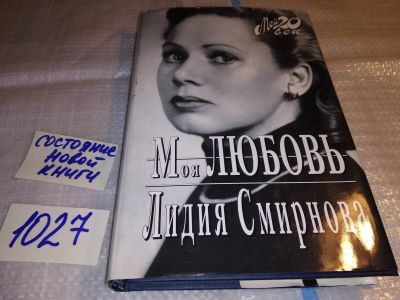 Мой 20 век
Моя ЛЮБОВЬ
Лидия Смирнова
состояние
новой
книги
1027